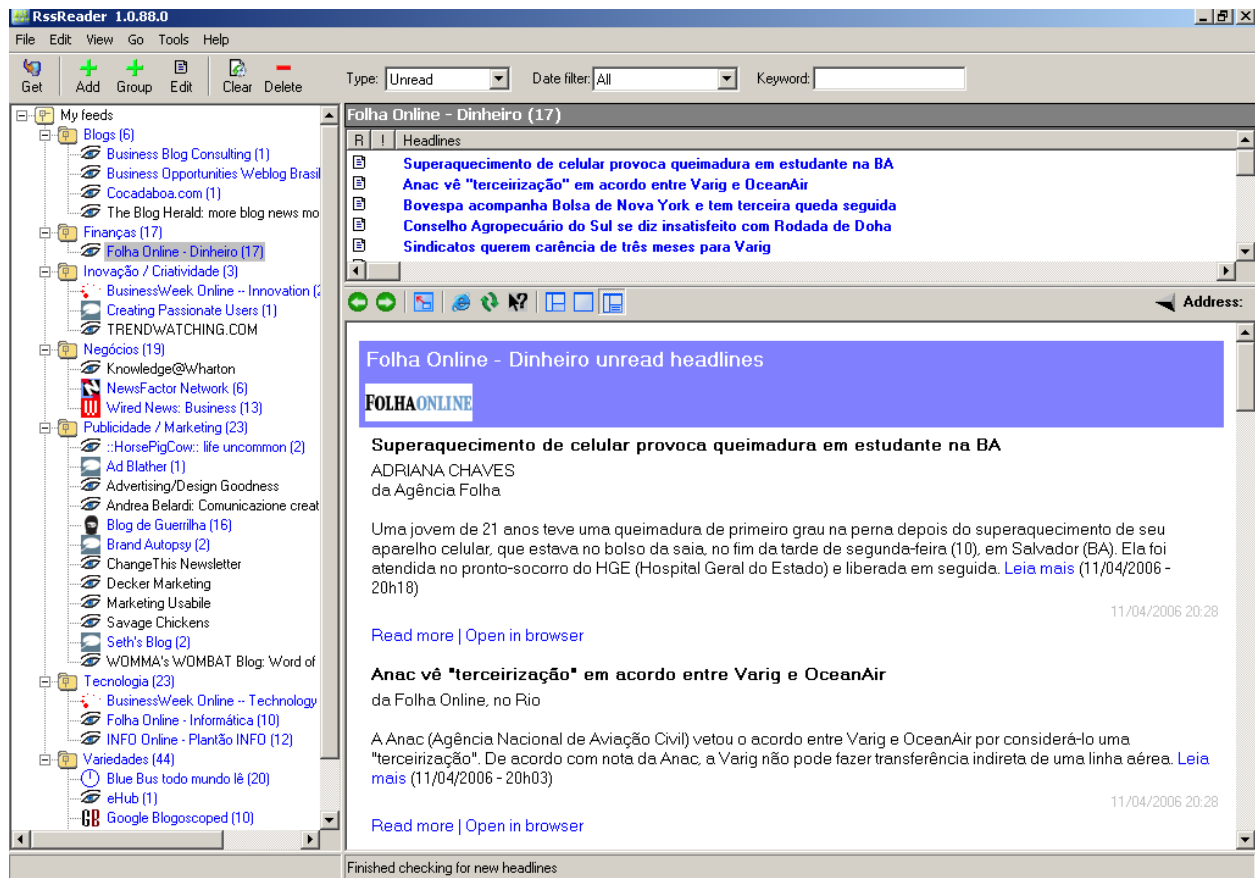 RssReader 1.0.88.0
File Edit View Go Tools Help
Get Add Group Edit Clear Delete
Type: Unread Date filter: All Keyword:
My feeds
Blogs (6)
Business Blog Consulting (1)
Business Opportunities Weblog Brasil
Cocadaboa.com (1)
The Blog Herald: more blog news mo
Finanças (17)
Folha Online - Dinheiro (17)
Inovação / Criatividade (3)
BusinessWeek Online -- Innovation (2
Creating Passionate Users (1)
TRENDWATCHING.COM
Negócios (19)
Knowledge@Wharton
NewsFactor Network (6)
Wired News: Business (13)
Publicidade / Marketing (23)
::HorsePigCow:: life uncommon (2)
Ad Blather (1)
Advertising/Design Goodness
Andrea Belardi: Comunicazione creat
Blog de Guerrilha (16)
Brand Autopsy (2)
ChangeThis Newsletter
Decker Marketing
Marketing Usabile
Savage Chickens
Seth's Blog (2)
WOMMA's WOMBAT Blog: Word of
Tecnologia (23)
BusinessWeek Online -- Technology
Folha Online - Informática (10)
INFO Online - Plantão INFO (12)
Variedades (44)
Blue Bus todo mundo lê (20)
eHub (1)
Google Blogoscoped (10)
Folha Online - Dinheiro (17)
R ! Headlines
Superaquecimento de celular provoca queimadura em estudante na BA
Anac vê "terceirização" em acordo entre Varig e OceanAir
Bovespa acompanha Bolsa de Nova York e tem terceira queda seguida
Conselho Agropecuário do Sul se diz insatisfeito com Rodada de Doha
Sindicatos querem carência de três meses para Varig
Address:
Folha Online - Dinheiro unread headlines
FOLHAONLINE
Superaquecimento de celular provoca queimadura em estudante na BA
ADRIANA CHAVES
da Agência Folha
Uma jovem de 21 anos teve uma queimadura de primeiro grau na perna depois do superaquecimento de seu
aparelho celular, que estava no bolso da saia, no fim da tarde de segunda-feira (10), em Salvador (BA). Ela foi
atendida no pronto-socorro do HGE (Hospital Geral do Estado) e liberada em seguida. Leia mais (11/04/2006 -
20h18)
11/04/2006 20:28
Read more | Open in browser
Anac vê "terceirização" em acordo entre Varig e OceanAir
da Folha Online, no Rio
A Anac (Agência Nacional de Aviação Civil) vetou o acordo entre Varig e OceanAir por considerá-lo uma
"terceirização". De acordo com nota da Anac, a Varig não pode fazer transferência indireta de uma linha aérea. Leia
mais (11/04/2006 - 20h03)
11/04/2006 20:28
Read more | Open in browser
Finished checking for new headlines